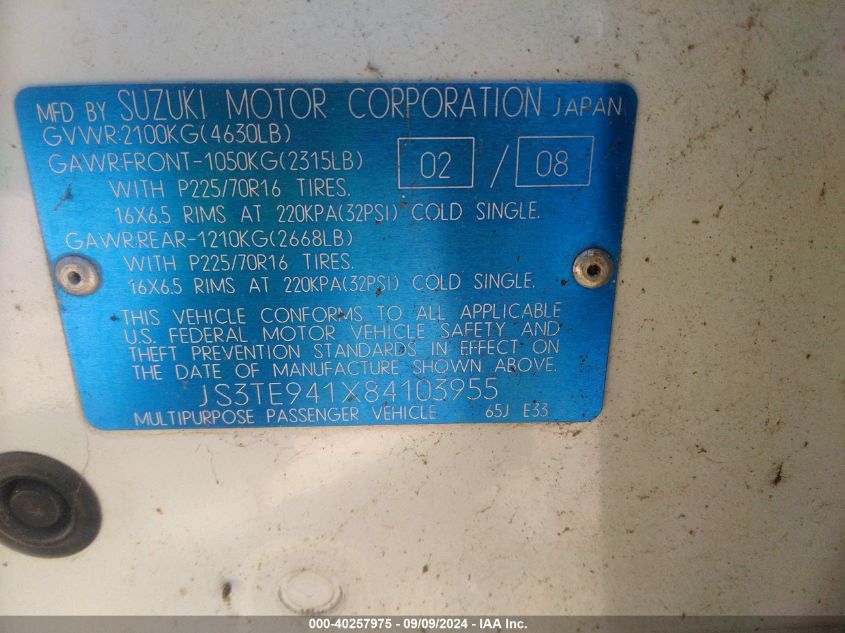 MFD BY SUZUKI MOTOR CORPORATION JAPAN
GVWR:2100KG(4630LB)
GAWR:FRONT-1050KG(2315LB) 02 / 08
WITH P225/70R16 TIRES.
16X6.5 RIMS AT 220KPA(32PSI) COLD SINGLE.
GAWR:REAR-1210KG(2668LB)
WITH P225/70R16 TIRES.
16X6.5 RIMS AT 220KPA(32PSI) COLD SINGLE.
THIS VEHICLE CONFORMS TO ALL APPLICABLE
U.S. FEDERAL MOTOR VEHICLE SAFETY AND
THEFT PREVENTION STANDARDS IN EFFECT ON
THE DATE OF MANUFACTURE SHOWN ABOVE.
JS3TE941X84103955
MULTIPURPOSE PASSENGER VEHICLE 65J E33
000-40257975 - 09/09/2024 - IAA Inc.